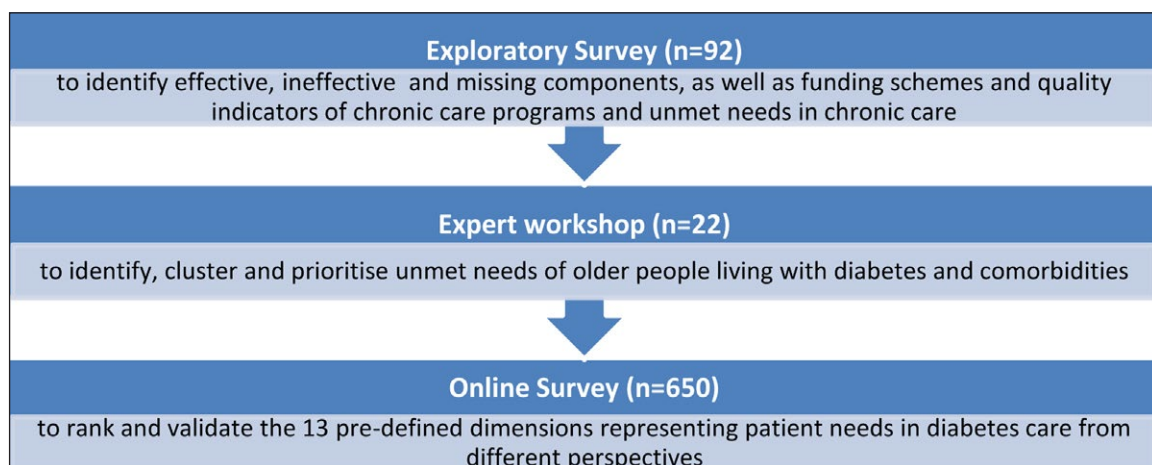 Exploratory Survey (n=92)
to identify effective, ineffective and missing components, as well as funding schemes and quality
indicators of chronic care programs and unmet needs in chronic care
Expert workshop (n=22)
to identify, cluster and prioritise unmet needs of older people living with diabetes and comorbidities
Online Survey (n=650)
to rank and validate the 13 pre-defined dimensions representing patient needs in diabetes care from
different perspectives